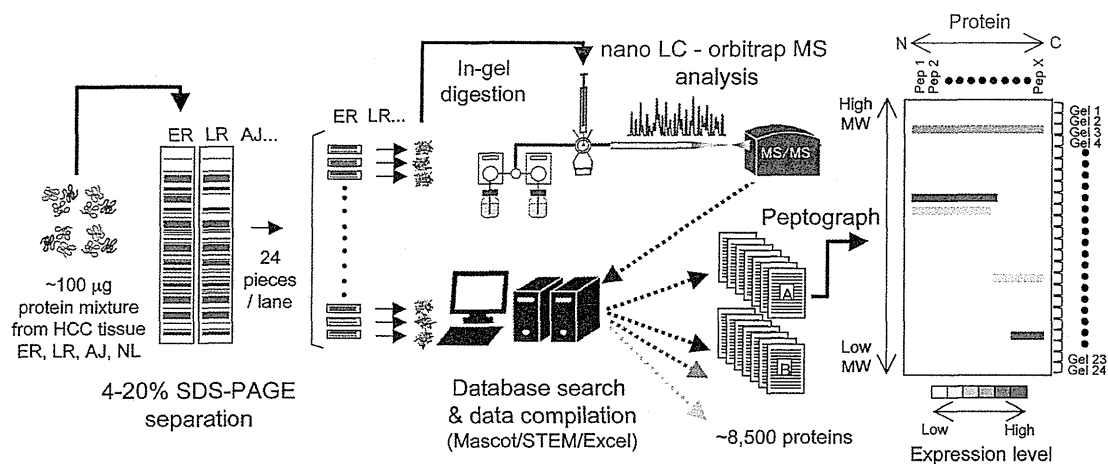 ~100 µg
protein mixture
from HCC tissue
ER, LR, AJ, NL
ER LR AJ...
4-20% SDS-PAGE
separation
24
pieces
/ lane
ER LR...
In-gel
digestion
nano LC - orbitrap MS
analysis
MS/MS
Database search
& data compilation
(Mascot/STEM/Excel)
A
B
~8,500 proteins
Peptograph
Protein
N C
Pep 1
Pep 2
Pep X
High
MW
Low
MW
Gel 1
Gel 2
Gel 3
Gel 4
Gel 23
Gel 24
Low High
Expression level